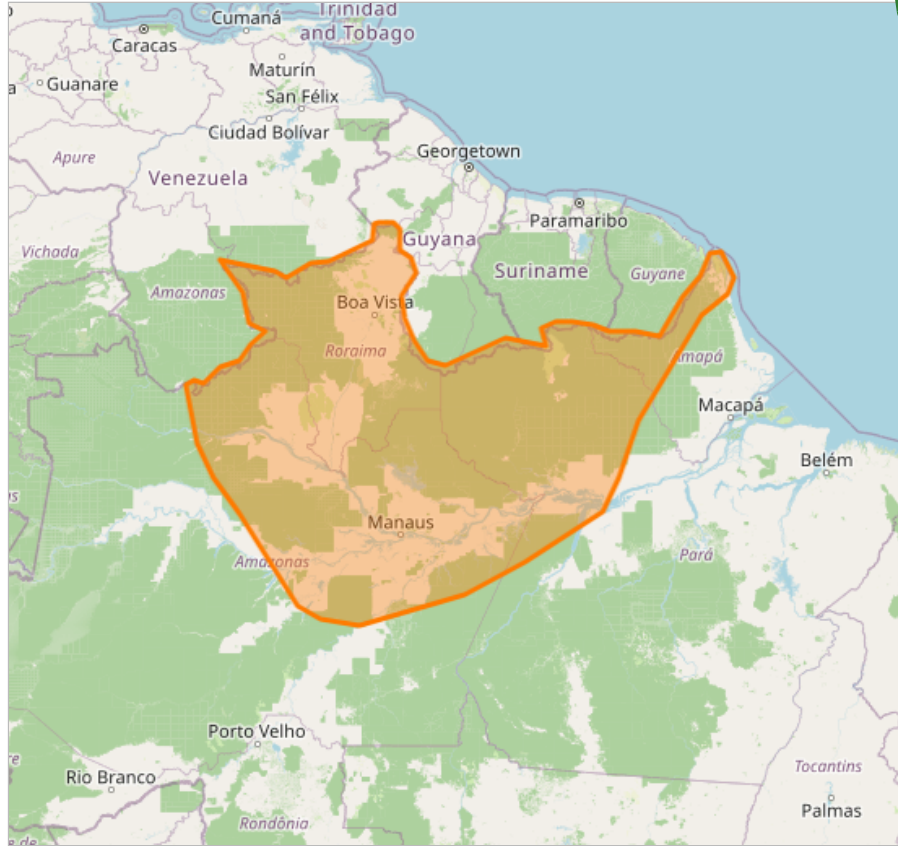 Trinidad
and Tobago
Cumaná
Caracas
Maturín
Guanare
San Félix
Ciudad Bolívar
Georgetown
Apure
Venezuela
Paramaribo
Vichada
Guyana
Suriname
Guyane
Amazonas
Boa Vista
Roraima
Amapá
Macapá
Belém
Manaus
Amazonas
Pará
Porto Velho
Rio Branco
Tocantins
Palmas
Rondônia